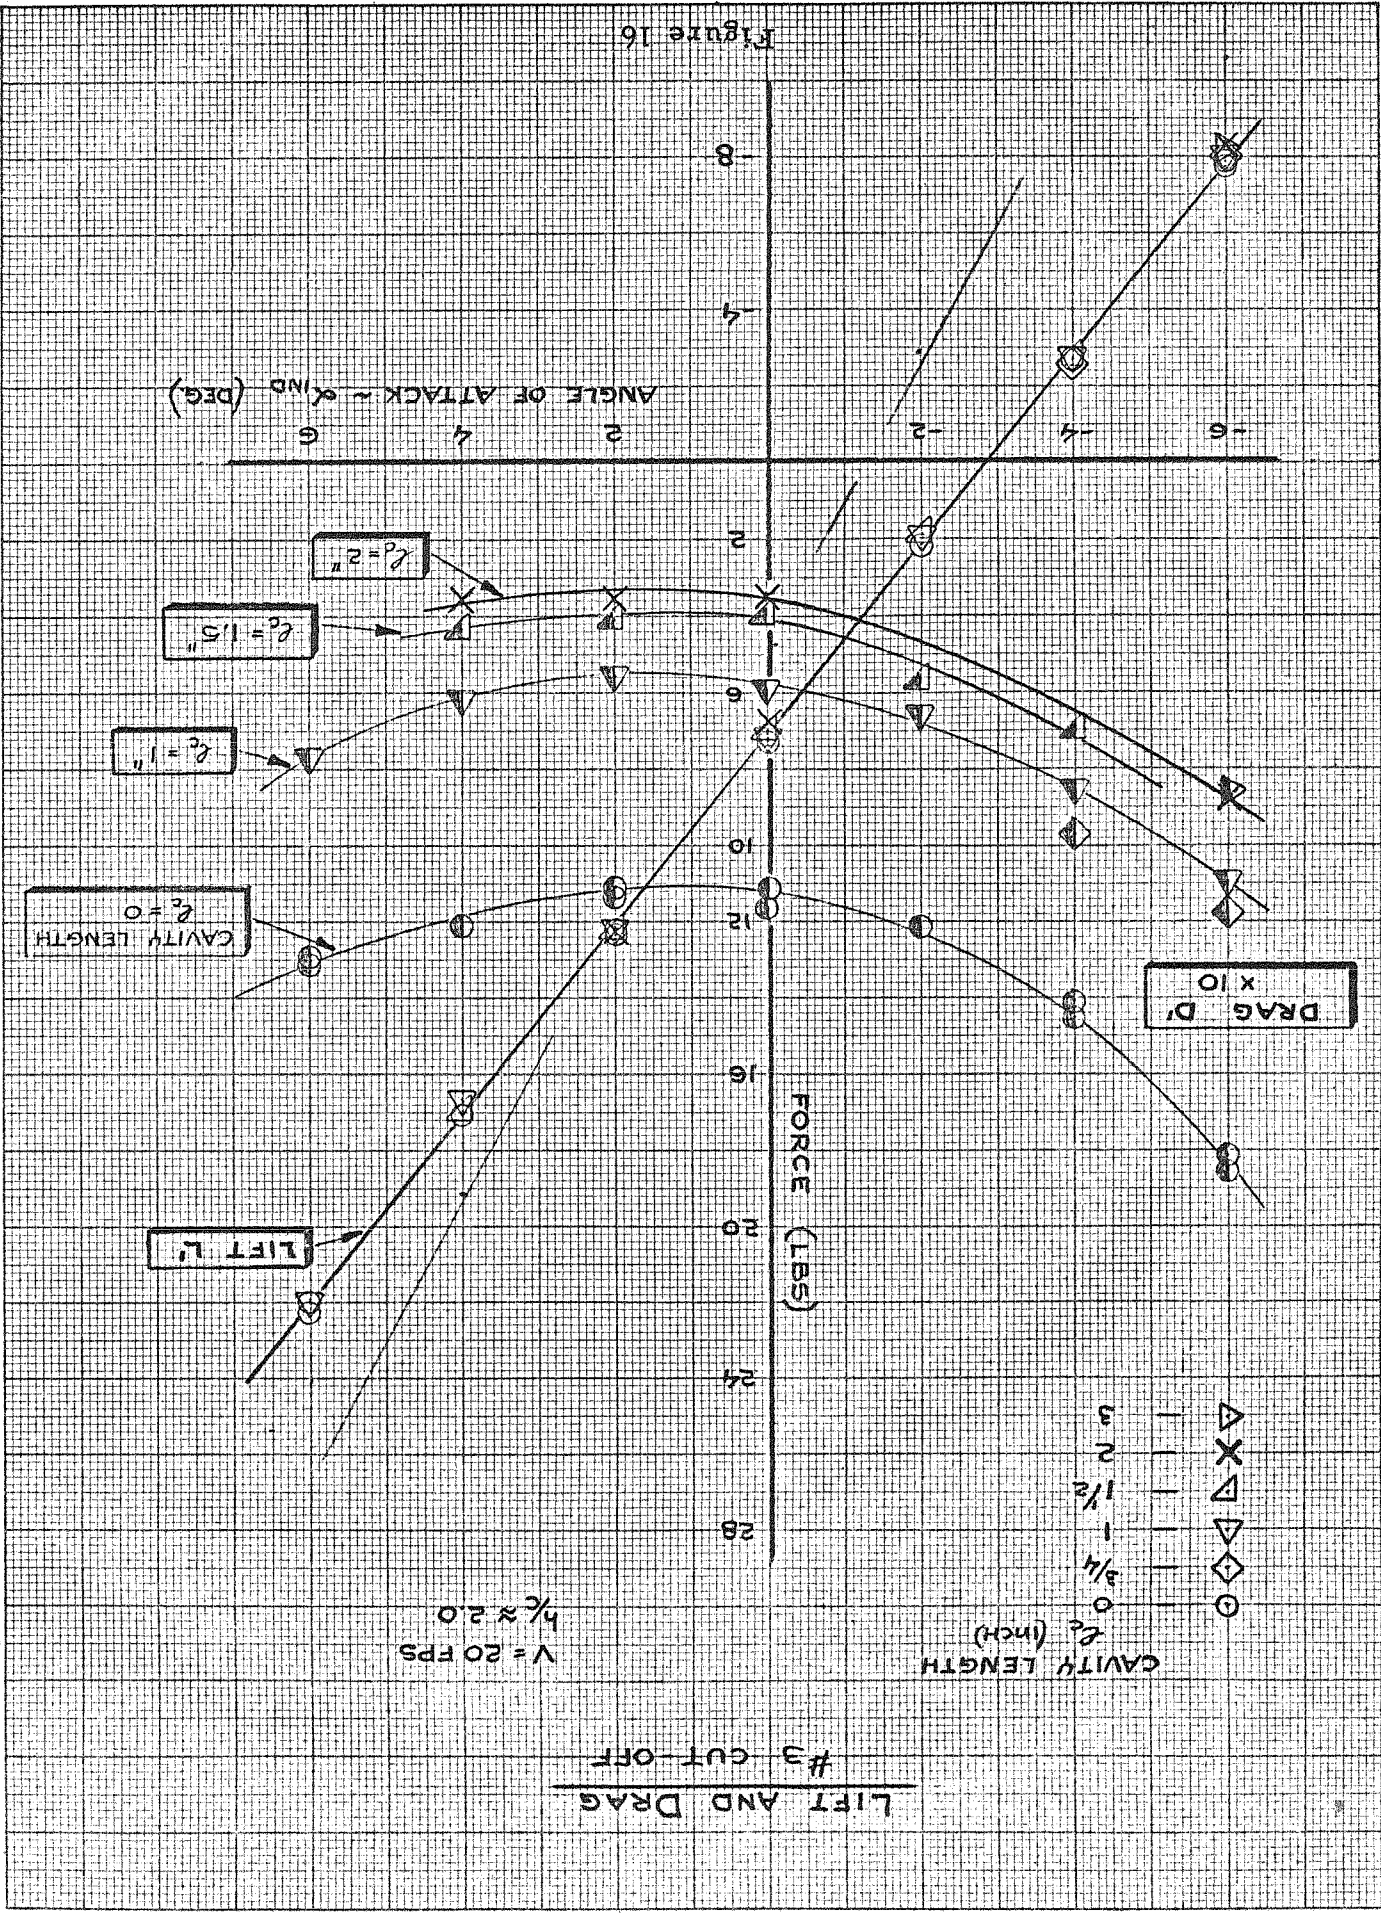 LIFT AND DRAG
#3 CUT-OFF
CAVITY LENGTH
ℓc (INCH)
0
3/4
1
1 1/2
2
3
V = 20 FPS
h/c ≈ 2.0
28
24
FORCE (LBS)
20
16
12
10
6
2
-4
-8
LIFT L'
DRAG D'
x 10
CAVITY LENGTH
ℓc = 0
ℓc = 1"
ℓc = 1.5"
ℓc = 2"
-6
-4
-2
2
4
6
ANGLE OF ATTACK ~ αIND (DEG.)
Figure 16